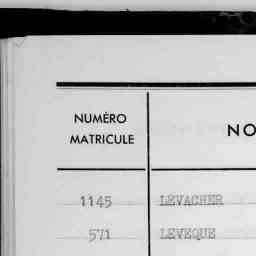 NUMÉRO
MATRICULE
NO
1145 LEVACHER
571 LEVEQUE